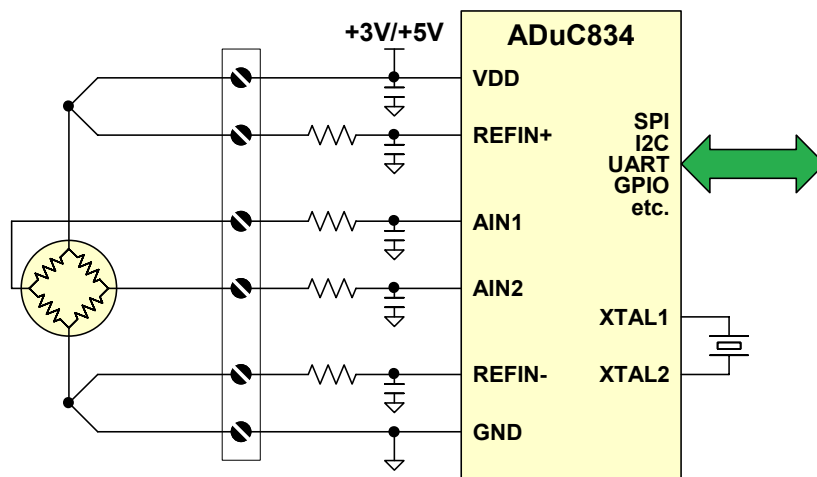 +3V/+5V
ADuC834
VDD
REFIN+
SPI
I2C
UART
GPIO
etc.
AIN1
AIN2
XTAL1
REFIN-
XTAL2
GND